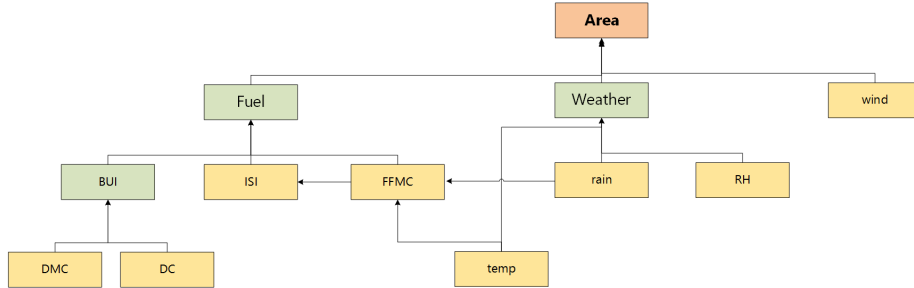 Area
Fuel
Weather
wind
BUI
ISI
FFMC
rain
RH
DMC
DC
temp